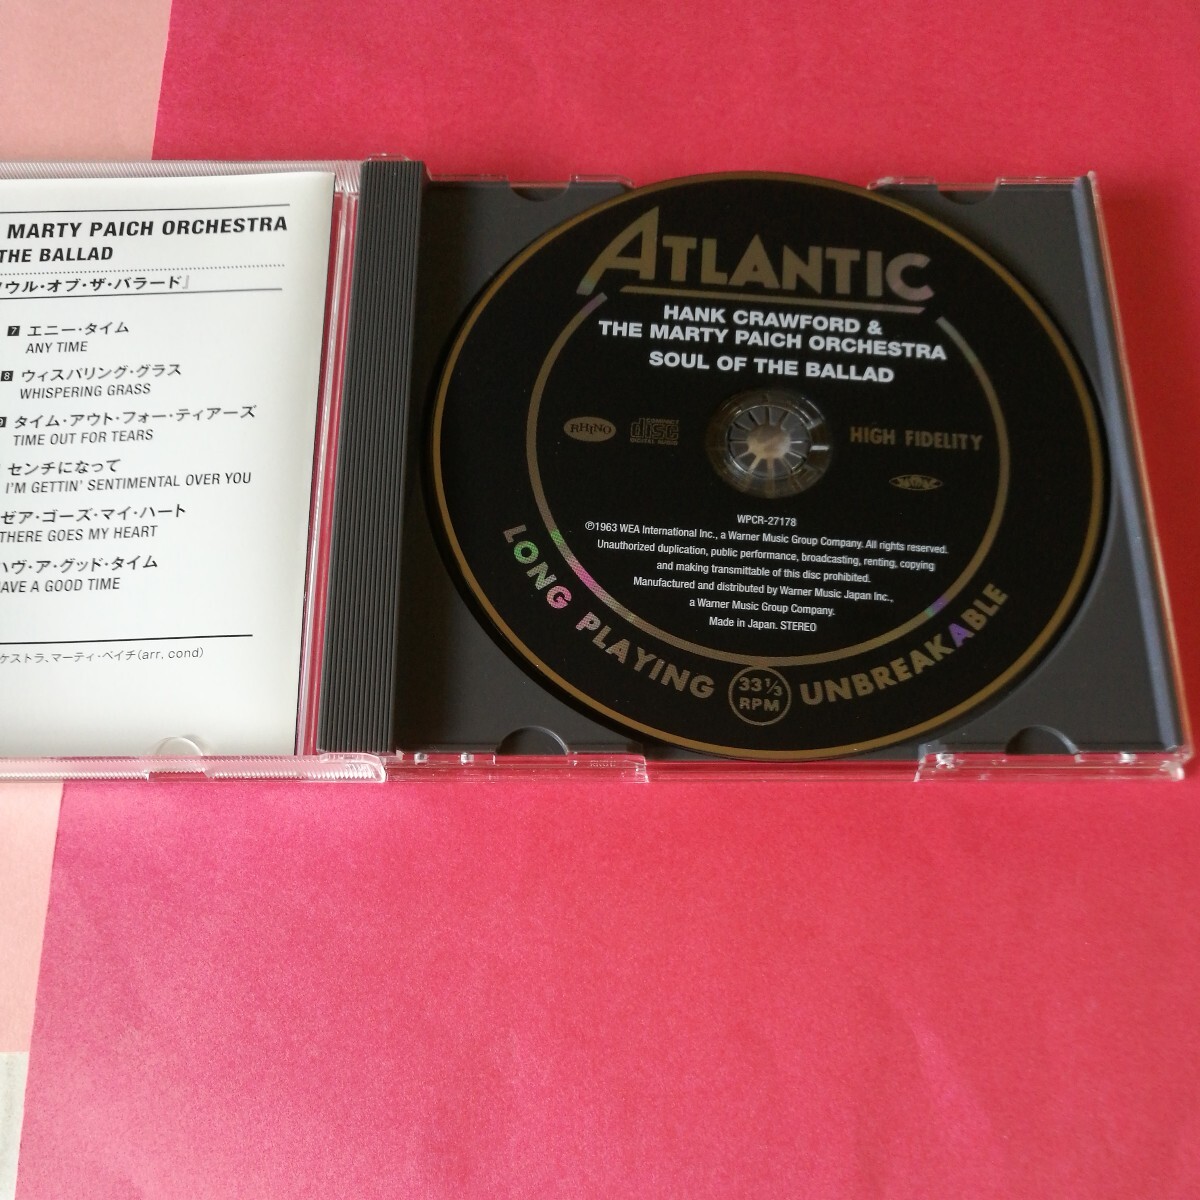 MARTY PAICH ORCHESTRA
THE BALLAD
ウル・オブ・ザ・バラード』
7 エニー・タイム
ANY TIME
8 ウィスパリング・グラス
WHISPERING GRASS
タイム・アウト・フォー・ティアーズ
TIME OUT FOR TEARS
センチになって
I'M GETTIN' SENTIMENTAL OVER YOU
ゼア・ゴーズ・マイ・ハート
THERE GOES MY HEART
ハヴ・ア・グッド・タイム
HAVE A GOOD TIME
ケストラ、マーティ・ペイチ(arr, cond)
ATLANTIC
HANK CRAWFORD &
THE MARTY PAICH ORCHESTRA
SOUL OF THE BALLAD
RHINO
COMPACT
disc
DIGITAL AUDIO
HIGH FIDELITY
WPCR-27178
℗1963 WEA International Inc., a Warner Music Group Company. All rights reserved.
Unauthorized duplication, public performance, broadcasting, renting, copying
and making transmittable of this disc prohibited.
Manufactured and distributed by Warner Music Japan Inc.,
a Warner Music Group Company.
Made in Japan. STEREO
LONG PLAYING
33⅓
RPM
UNBREAKABLE